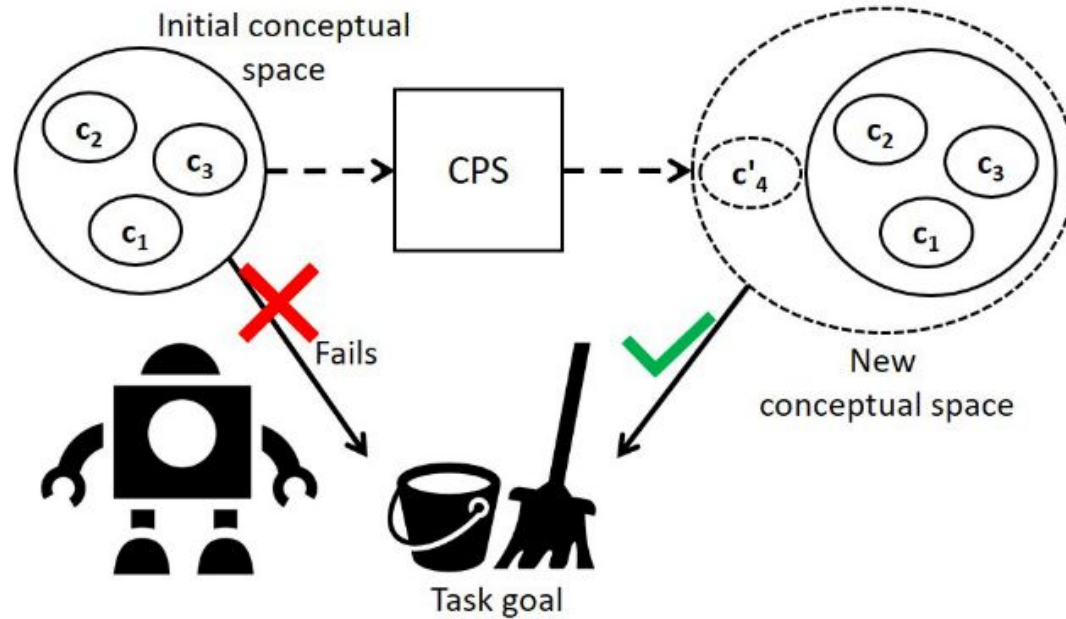 Initial conceptual
space
c₂
c₃
c₁
CPS
c'₄
c₂
c₃
c₁
Fails
New
conceptual space
Task goal